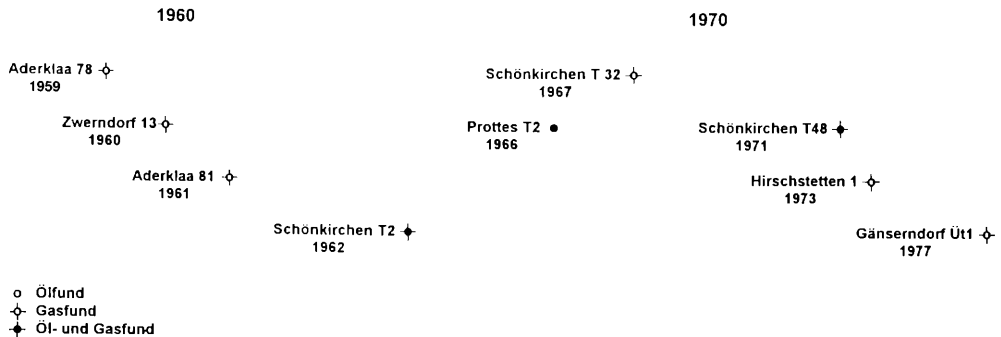 1960
1970
Aderklaa 78
1959
Schönkirchen T 32
1967
Zwerndorf 13
1960
Prottes T2
1966
Schönkirchen T48
1971
Aderklaa 81
1961
Hirschstetten 1
1973
Schönkirchen T2
1962
Gänserndorf Üt1
1977
Ölfund
Gasfund
Öl- und Gasfund